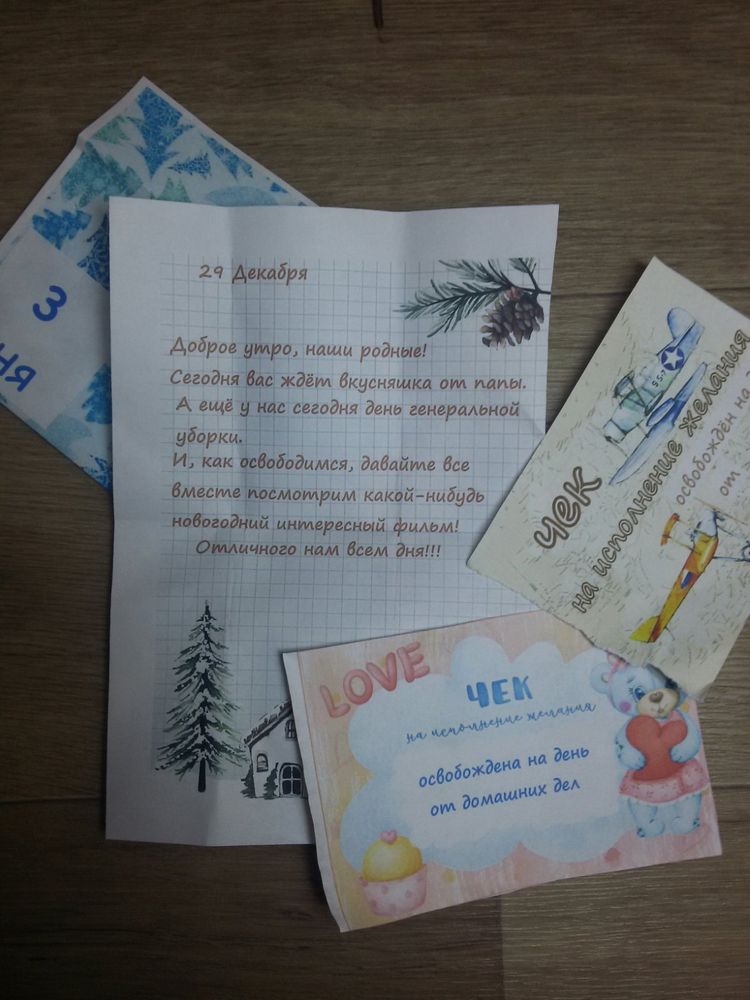 3
29 Декабря
Доброе утро, наши родные!
Сегодня вас ждёт вкусняшка от папы.
А ещё у нас сегодня день генеральной
уборки.
И, как освободимся, давайте все
вместе посмотрим какой-нибудь
новогодний интересный фильм!
Отличного нам всем дня!!!
ЧЕК
на исполнение желания
освобождён на
от
LOVE
ЧЕК
на исполнение желания
освобождена на день
от домашних дел